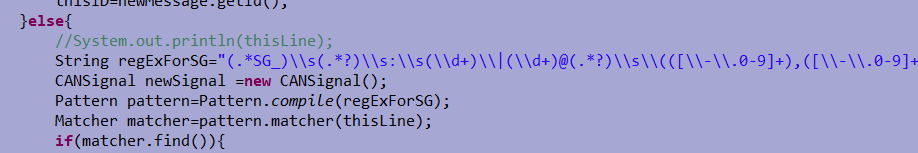 thisID=newMessage.getId();
}else{
//System.out.println(thisLine);
String regExForSG="(.*SG_)\\s(.*?)\\s:\\s(\\d+)\\|(\\d+)@(.*?)\\s\\(([\\-\\.0-9]+),([\\-\\.0-9]+
CANSignal newSignal =new CANSignal();
Pattern pattern=Pattern.compile(regExForSG);
Matcher matcher=pattern.matcher(thisLine);
if(matcher.find()){